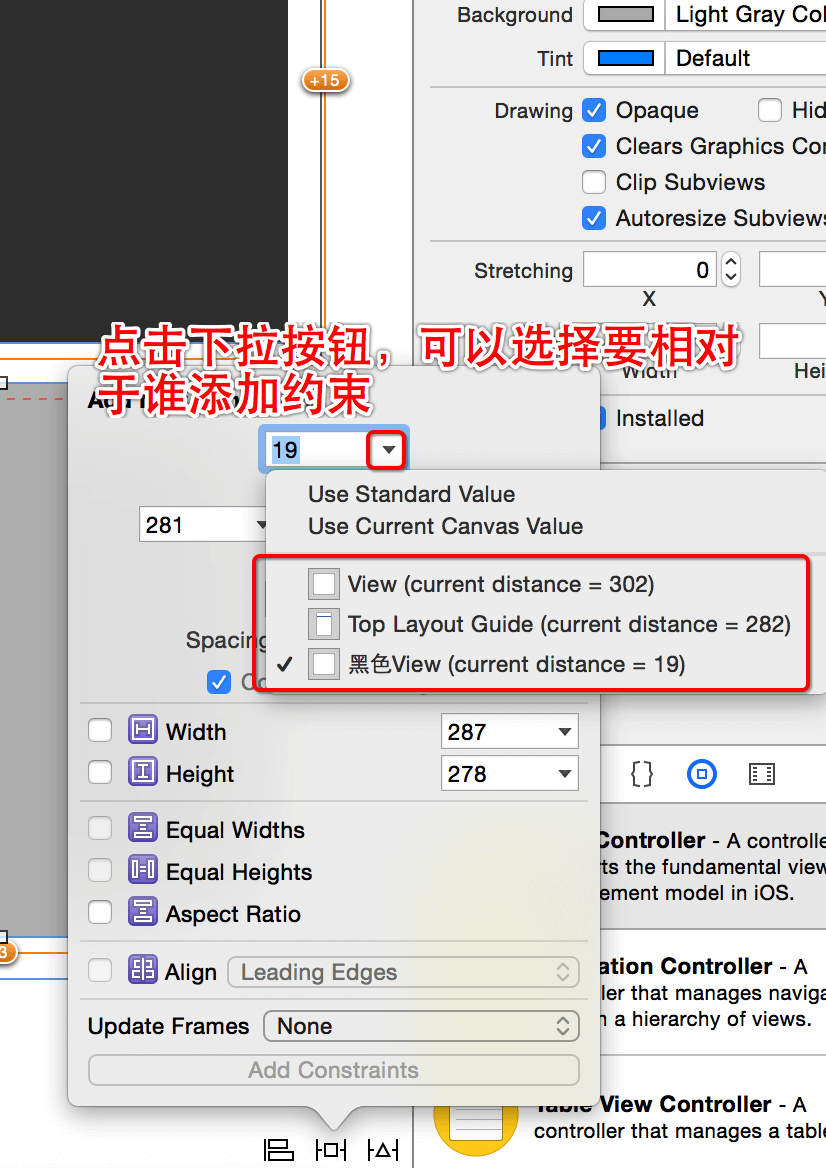 Background Light Gray Col
Tint Default
+15
Drawing Opaque Hid
Clears Graphics Con
Clip Subviews
Autoresize Subviews
Stretching 0
X Y
点击下拉按钮，可以选择要相对
于谁添加约束
Width Hei
Installed
19
Use Standard Value
Use Current Canvas Value
281
View (current distance = 302)
Top Layout Guide (current distance = 282)
黑色View (current distance = 19)
Spacing
Width 287
Height 278
{}
Equal Widths
Equal Heights
Aspect Ratio
Controller - A controlle
rts the fundamental view
ement model in iOS.
3
Align Leading Edges
ation Controller - A
ler that manages naviga
n a hierarchy of views.
Update Frames None
Add Constraints
Table View Controller - A
controller that manages a table